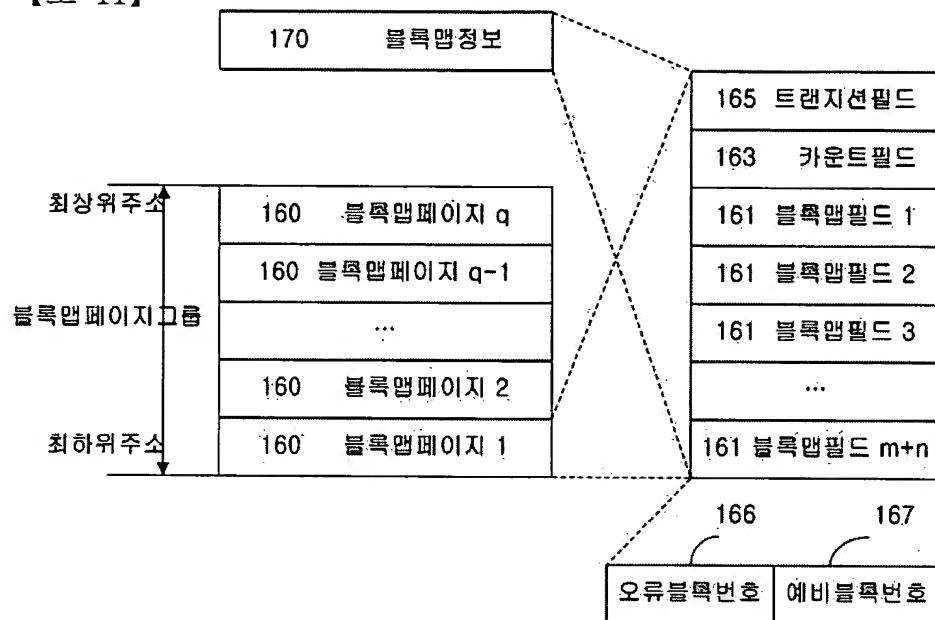 170 블록맵정보
165 트랜지션필드
163 카운트필드
161 블록맵필드 1
161 블록맵필드 2
161 블록맵필드 3
...
161 블록맵필드 m+n
최상위주소
블록맵페이지그룹
최하위주소
160 블록맵페이지 q
160 블록맵페이지 q-1
...
160 블록맵페이지 2
160 블록맵페이지 1
166 167
오류블록번호 예비블록번호